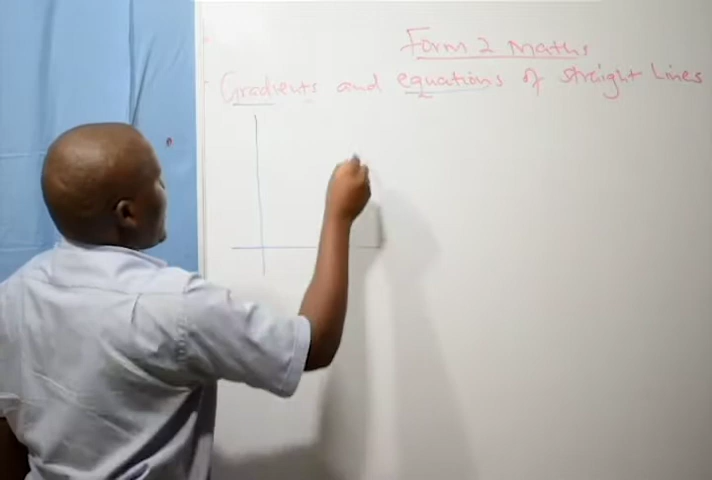 Form 2 Maths
Gradients and equations of straight Lines